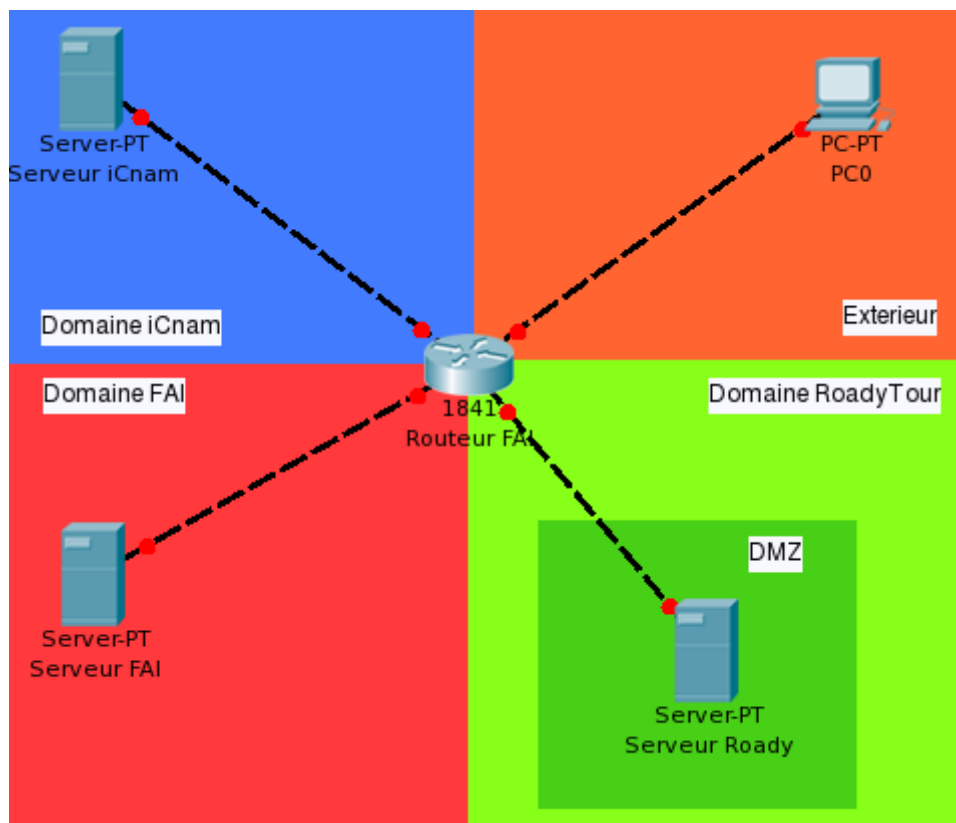 Server-PT
Serveur iCnam
PC-PT
PC0
Domaine iCnam
Exterieur
Domaine FAI
Domaine RoadyTour
1841
Routeur FAI
DMZ
Server-PT
Serveur FAI
Server-PT
Serveur Roady